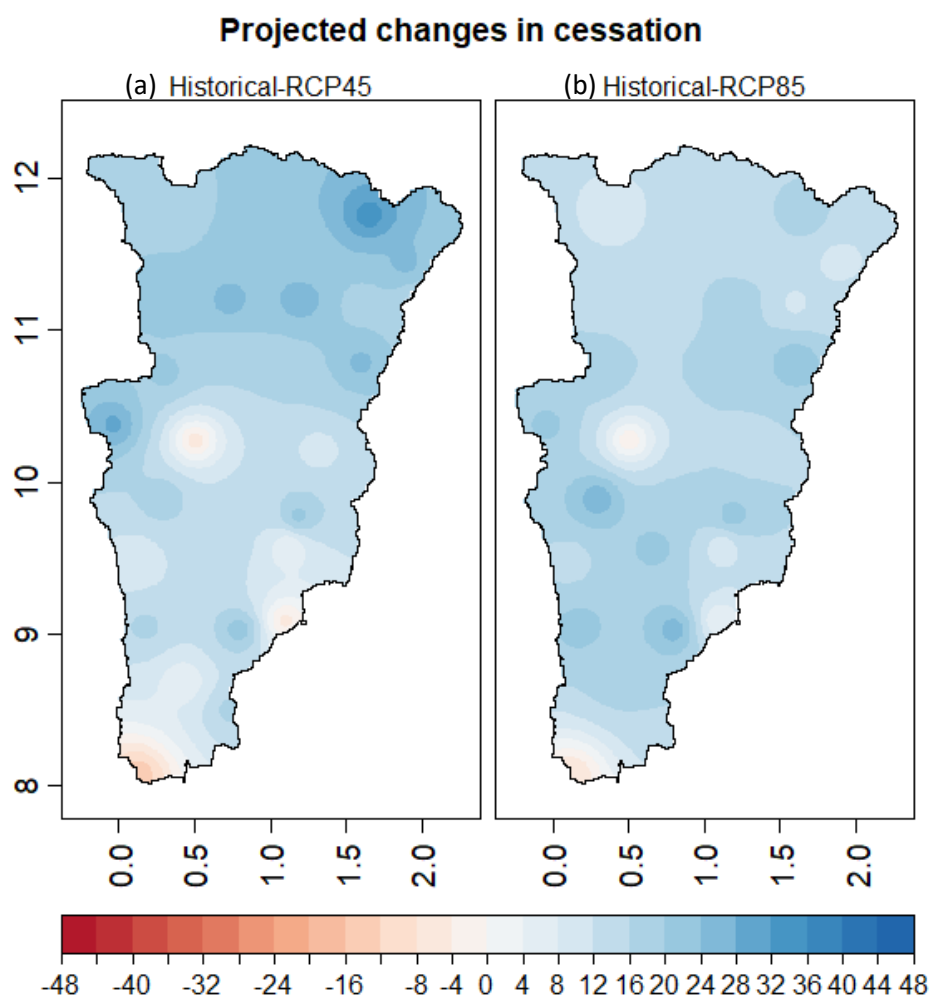 Projected changes in cessation
(a) Historical-RCP45
(b) Historical-RCP85
12
11
10
9
8
0.0 0.5 1.0 1.5 2.0
0.0 0.5 1.0 1.5 2.0
-48 -40 -32 -24 -16 -8 -4 0 4 8 12 16 20 24 28 32 36 40 44 48